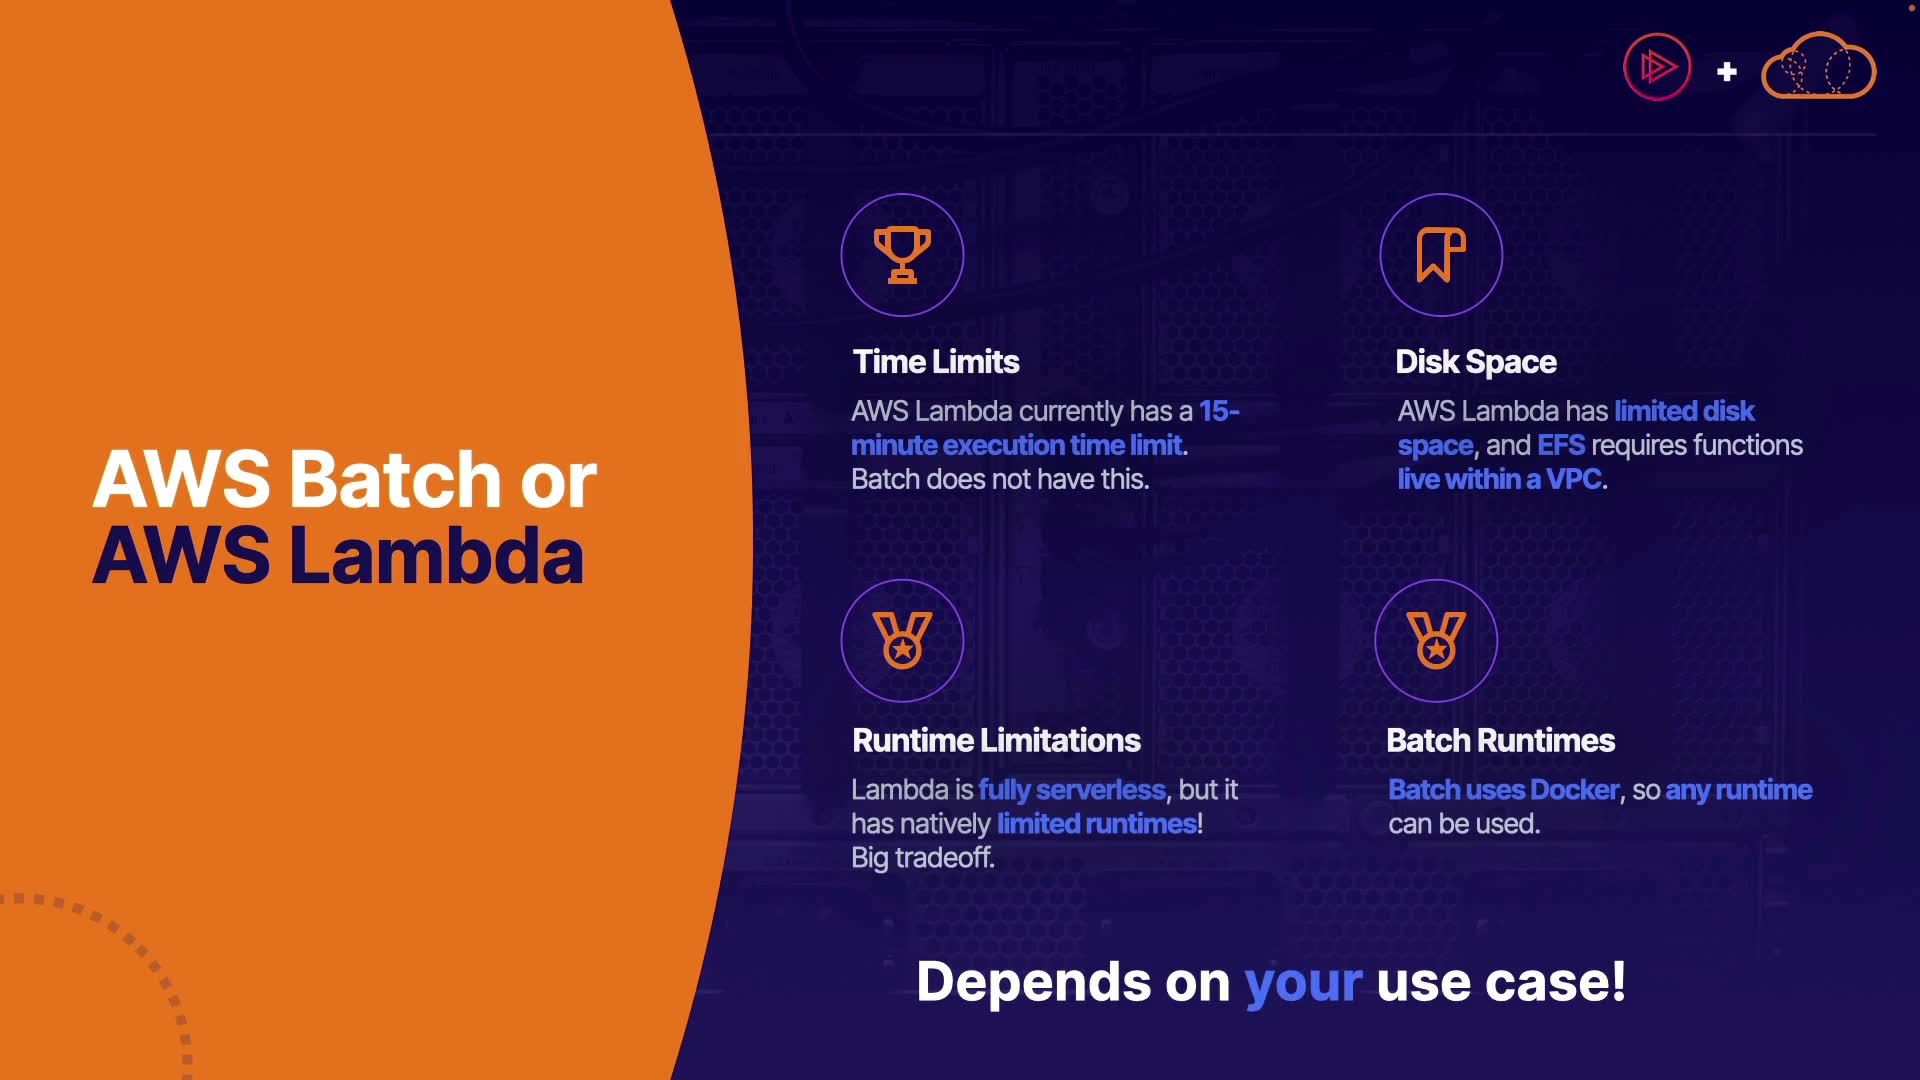 AWS Batch or
AWS Lambda
Time Limits
AWS Lambda currently has a 15-
minute execution time limit.
Batch does not have this.
Disk Space
AWS Lambda has limited disk
space, and EFS requires functions
live within a VPC.
Runtime Limitations
Lambda is fully serverless, but it
has natively limited runtimes!
Big tradeoff.
Batch Runtimes
Batch uses Docker, so any runtime
can be used.
Depends on your use case!